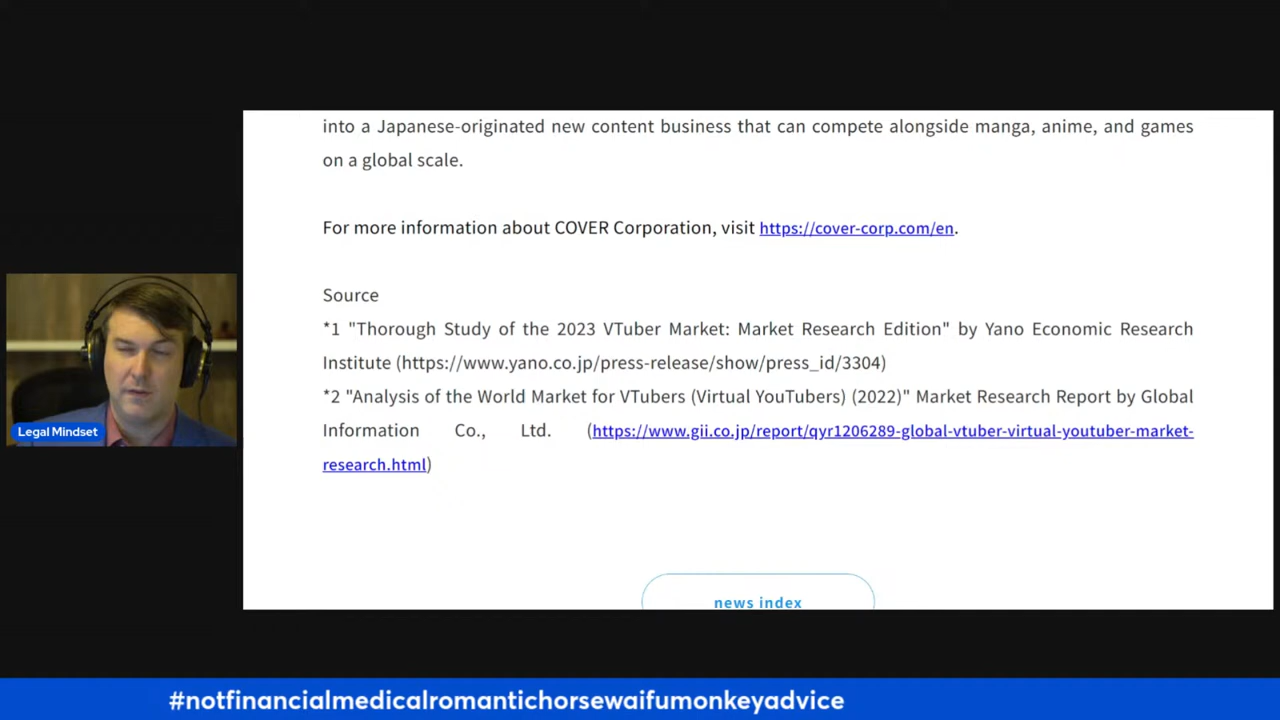 into a Japanese-originated new content business that can compete alongside manga, anime, and games
on a global scale.
For more information about COVER Corporation, visit https://cover-corp.com/en.
Source
*1 "Thorough Study of the 2023 VTuber Market: Market Research Edition" by Yano Economic Research
Institute (https://www.yano.co.jp/press-release/show/press_id/3304)
*2 "Analysis of the World Market for VTubers (Virtual YouTubers) (2022)" Market Research Report by Global
Information Co., Ltd. (https://www.gii.co.jp/report/qyr1206289-global-vtuber-virtual-youtuber-market-
research.html)
news index
Legal Mindset
#notfinancialmedicalromantichorsewaifumonkeyadvice